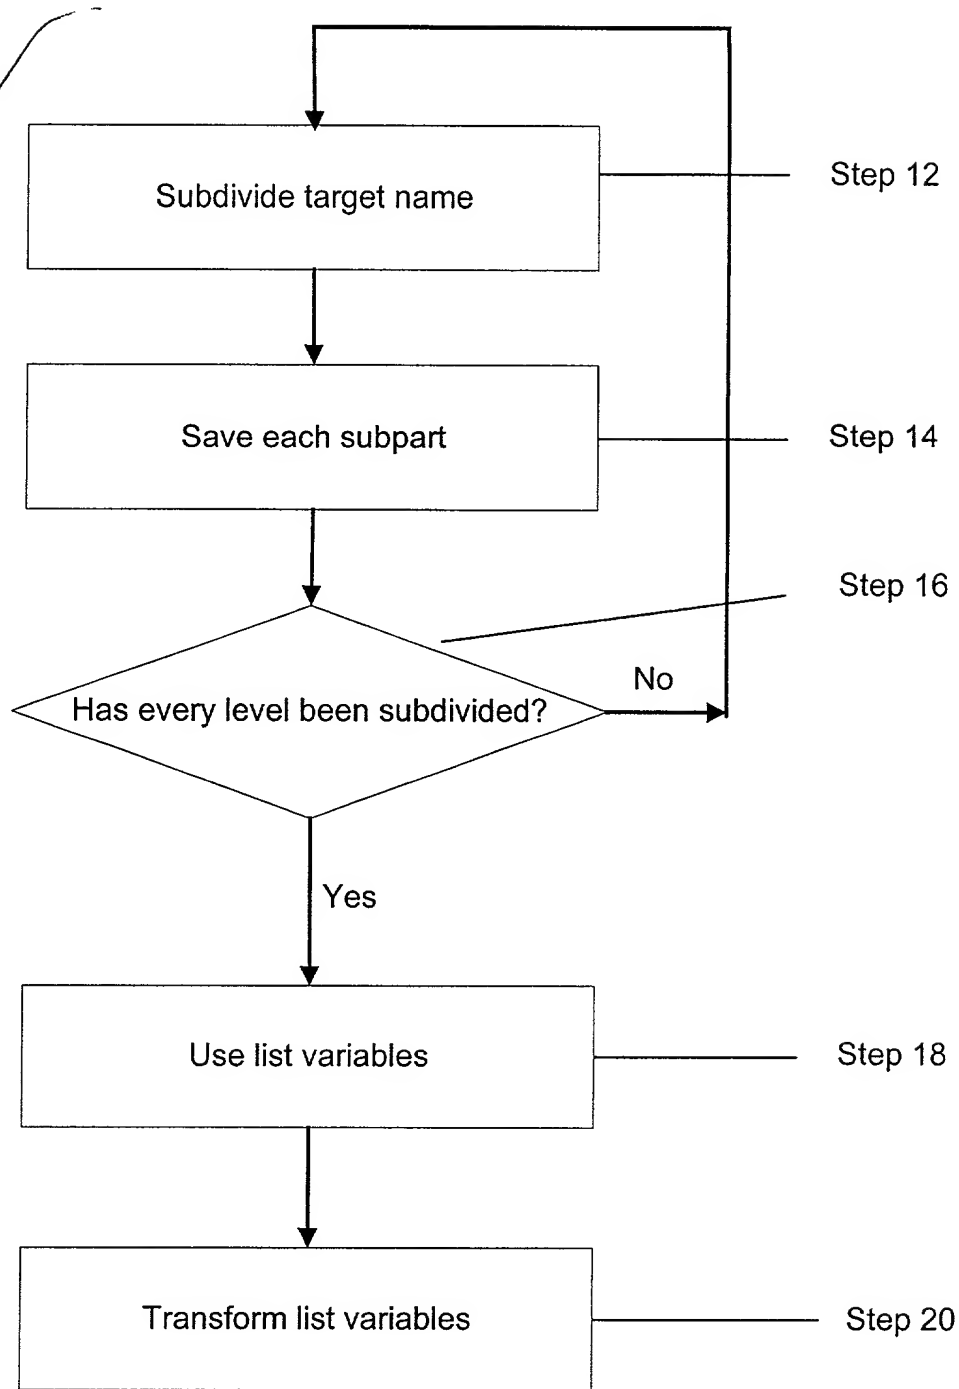 Subdivide target name
Step 12
Save each subpart
Step 14
Step 16
Has every level been subdivided?
No
Yes
Use list variables
Step 18
Transform list variables
Step 20